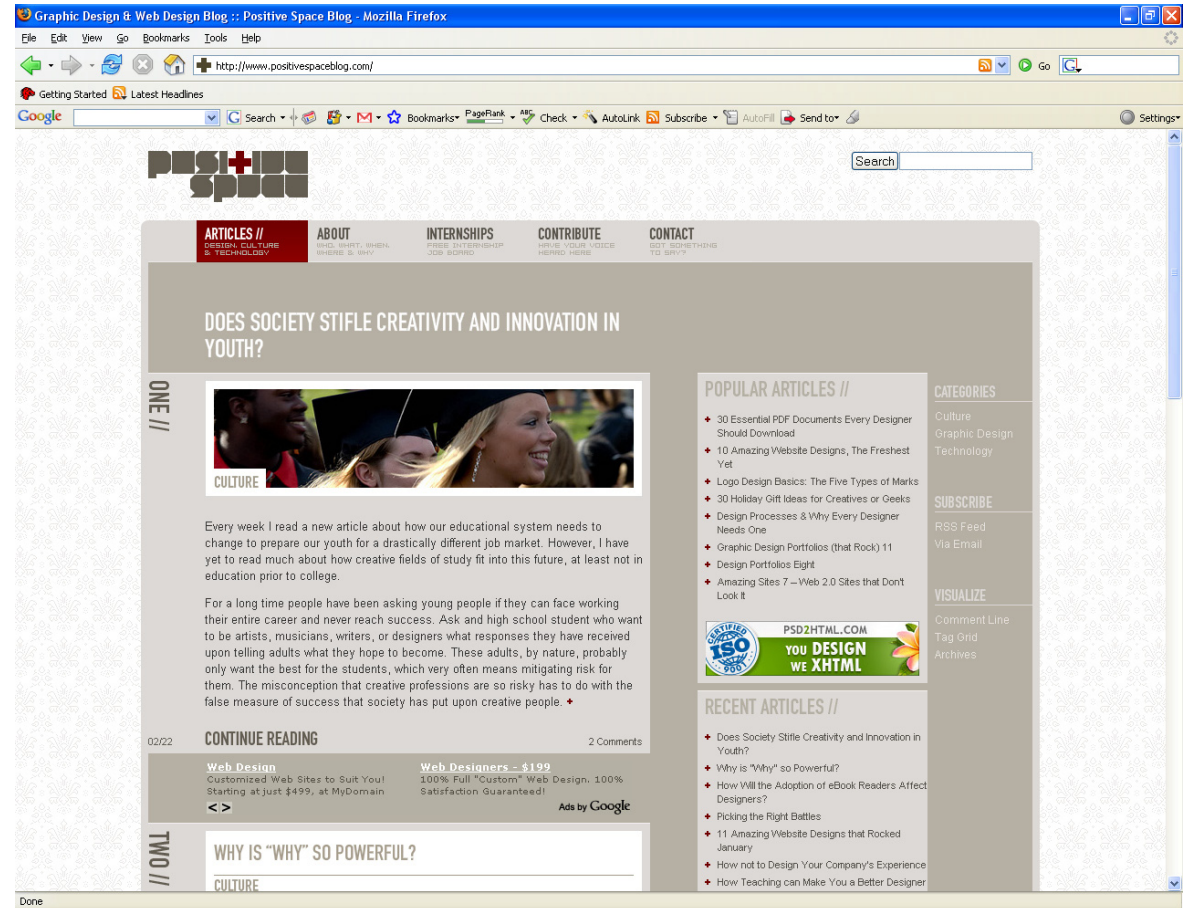 Graphic Design & Web Design Blog :: Positive Space Blog - Mozilla Firefox
File Edit View Go Bookmarks Tools Help
http://www.positivespaceblog.com/ Go G
Getting Started Latest Headlines
Google Search Bookmarks PageRank ABC Check AutoLink Subscribe AutoFill Send to Settings
positive
space
Search
ARTICLES //
DESIGN, CULTURE
& TECHNOLOGY
ABOUT
WHO, WHAT, WHEN,
WHERE & WHY
INTERNSHIPS
FREE INTERNSHIP
JOB BOARD
CONTRIBUTE
HAVE YOUR VOICE
HEARD HERE
CONTACT
GOT SOMETHING
TO SAY?
DOES SOCIETY STIFLE CREATIVITY AND INNOVATION IN
YOUTH?
ONE //
CULTURE
Every week I read a new article about how our educational system needs to
change to prepare our youth for a drastically different job market. However, I have
yet to read much about how creative fields of study fit into this future, at least not in
education prior to college.
For a long time people have been asking young people if they can face working
their entire career and never reach success. Ask and high school student who want
to be artists, musicians, writers, or designers what responses they have received
upon telling adults what they hope to become. These adults, by nature, probably
only want the best for the students, which very often means mitigating risk for
them. The misconception that creative professions are so risky has to do with the
false measure of success that society has put upon creative people. +
02/22 CONTINUE READING 2 Comments
Web Design
Customized Web Sites to Suit You!
Starting at just $499, at MyDomain
Web Designers - $199
100% Full "Custom" Web Design. 100%
Satisfaction Guaranteed!
< > Ads by Google
TWO //
WHY IS “WHY” SO POWERFUL?
CULTURE
POPULAR ARTICLES //
30 Essential PDF Documents Every Designer
Should Download
10 Amazing Website Designs, The Freshest
Yet
Logo Design Basics: The Five Types of Marks
30 Holiday Gift Ideas for Creatives or Geeks
Design Processes & Why Every Designer
Needs One
Graphic Design Portfolios (that Rock) 11
Design Portfolios Eight
Amazing Sites 7 – Web 2.0 Sites that Don't
Look It
CERTIFIED
ISO
9001
PSD2HTML.COM
YOU DESIGN
WE XHTML
RECENT ARTICLES //
Does Society Stifle Creativity and Innovation in
Youth?
Why is "Why" so Powerful?
How Will the Adoption of eBook Readers Affect
Designers?
Picking the Right Battles
11 Amazing Website Designs that Rocked
January
How not to Design Your Company's Experience
How Teaching can Make You a Better Designer
CATEGORIES
Culture
Graphic Design
Technology
SUBSCRIBE
RSS Feed
Via Email
VISUALIZE
Comment Line
Tag Grid
Archives
Done